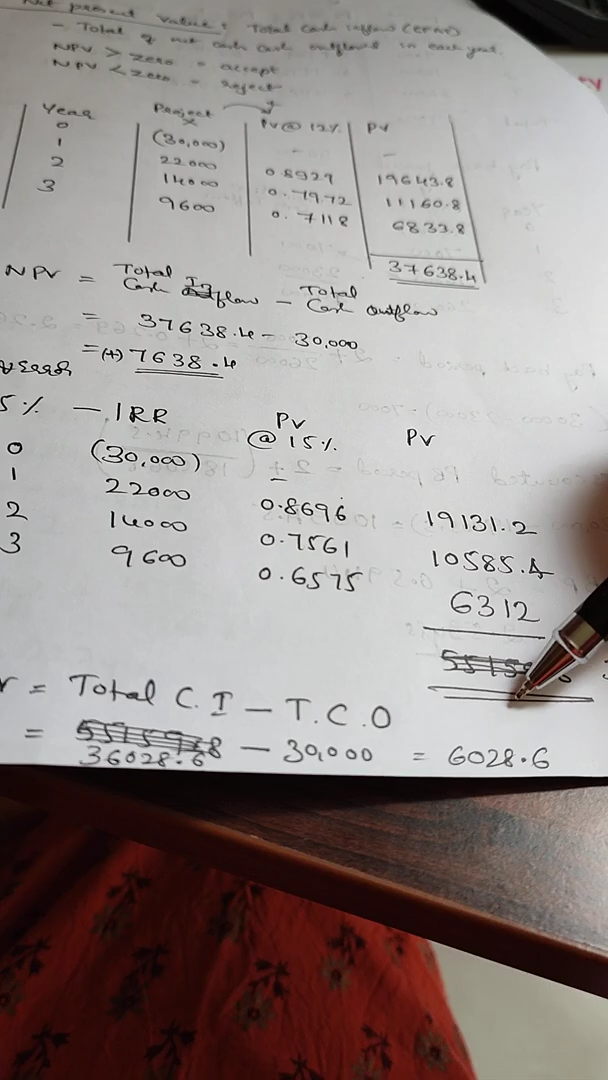 Net present value : Total Cash inflow (CFAT)
- Total of net cash outflows in each year.
NPV > zero = accept
NPV < zero = reject
Year Project X PV @ 12% PV
0 (30,000) - -
1 22000 0.8929 19643.8
2 14000 0.7972 11160.8
3 9600 0.7118 6833.8
37638.4
NPV = Total Cash Inflow - Total Cash outflow
= 37638.4 - 30,000
= (+) 7638.4
5% - IRR PV @ 15% PV
0 (30,000) -
1 22000 0.8696 19131.2
2 14000 0.7561 10585.4
3 9600 0.6575 6312
= Total C.I - T.C.O
= 36028.6 - 30,000 = 6028.6